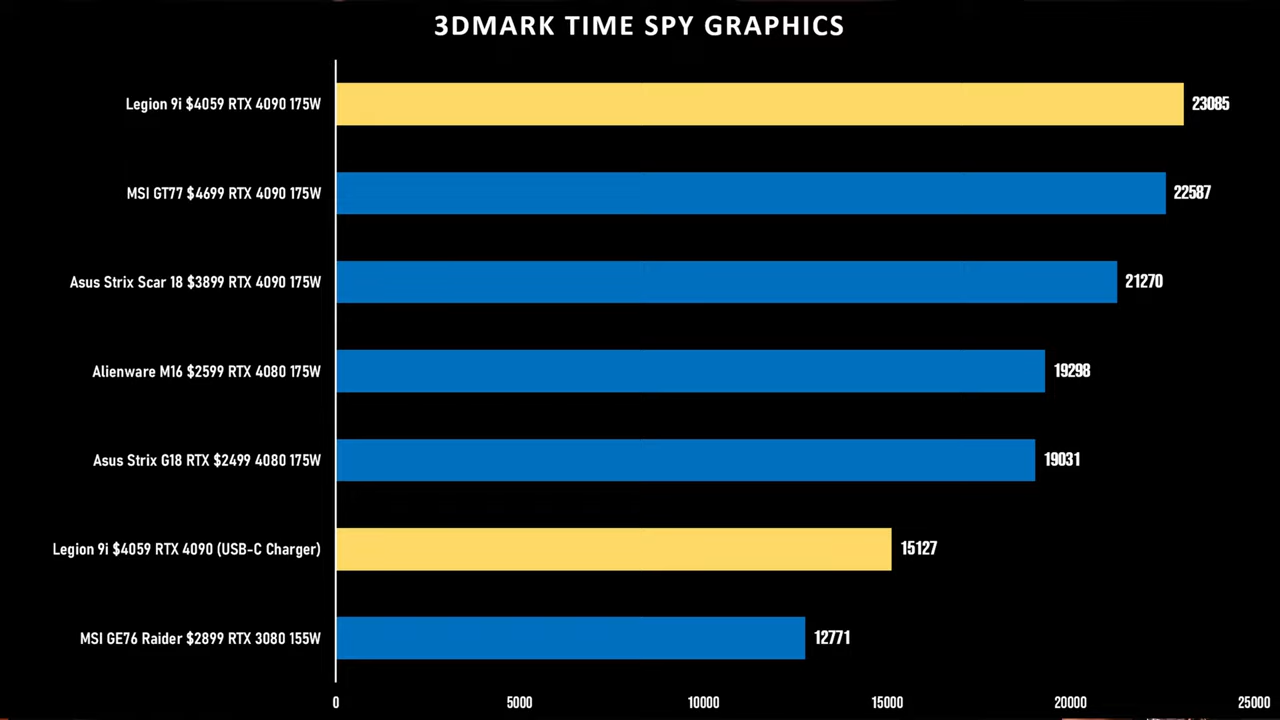 3DMARK TIME SPY GRAPHICS
Legion 9i $4059 RTX 4090 175W 23085
MSI GT77 $4699 RTX 4090 175W 22587
Asus Strix Scar 18 $3899 RTX 4090 175W 21270
Alienware M16 $2599 RTX 4080 175W 19298
Asus Strix G18 RTX $2499 4080 175W 19031
Legion 9i $4059 RTX 4090 (USB-C Charger) 15127
MSI GE76 Raider $2899 RTX 3080 155W 12771
0 5000 10000 15000 20000 25000